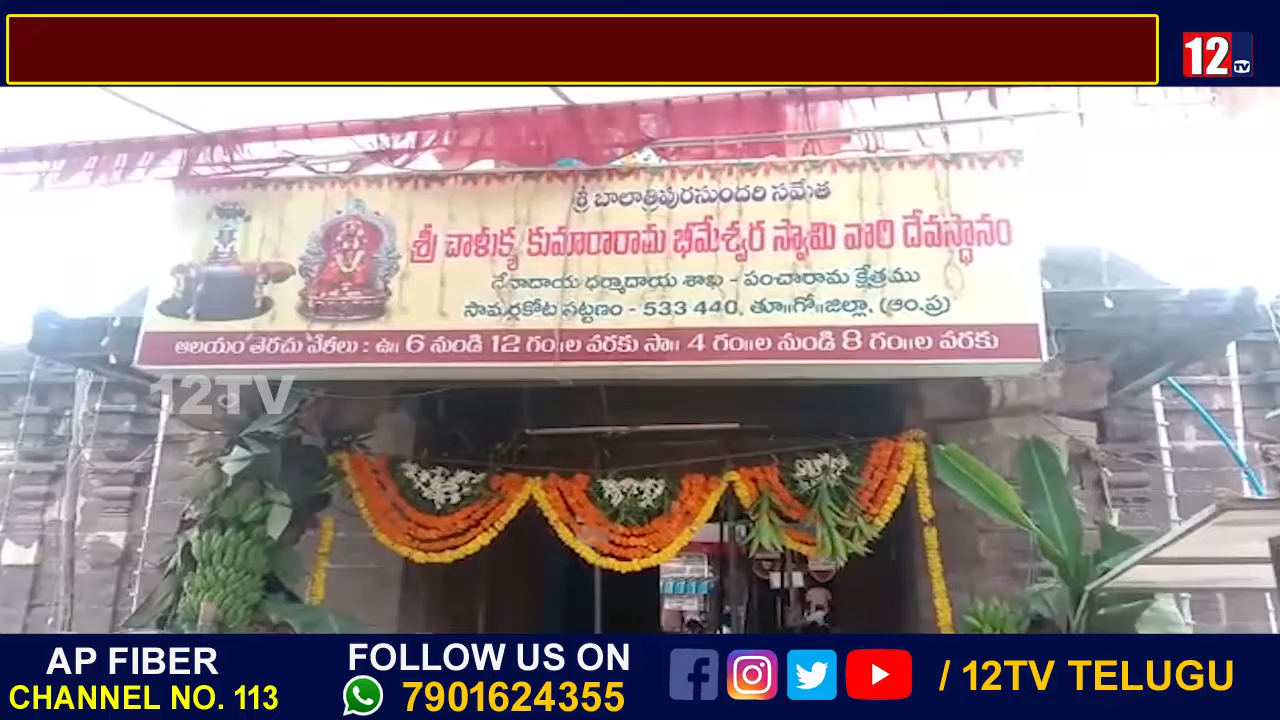 12
TV
శ్రీ బాలాత్రిపురసుందరి సమేత
శ్రీ చాళుక్య కుమారారామ భీమేశ్వర స్వామి వారి దేవస్థానం
దేవాదాయ ధర్మాదాయ శాఖ - పంచారామ క్షేత్రము
సామర్లకోట పట్టణం - 533 440, తూ॥గో॥జిల్లా, (ఆం.ప్ర)
ఆలయం తెరచు వేళలు : ఉ॥ 6 నుండి 12 గం॥ల వరకు సా॥ 4 గం॥ల నుండి 8 గం॥ల వరకు
12TV
AP FIBER
CHANNEL NO. 113
FOLLOW US ON
7901624355
/ 12TV TELUGU